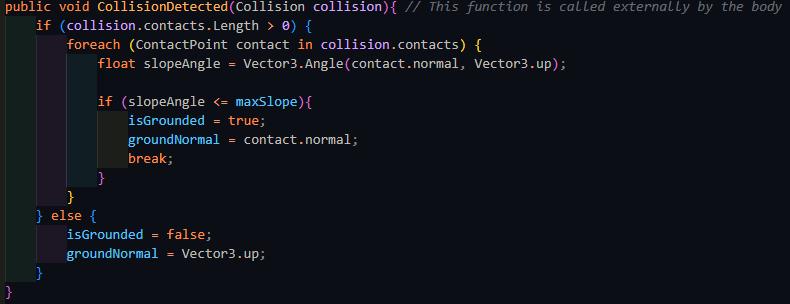 public void CollisionDetected(Collision collision){ // This function is called externally by the body
if (collision.contacts.Length > 0) {
foreach (ContactPoint contact in collision.contacts) {
float slopeAngle = Vector3.Angle(contact.normal, Vector3.up);
if (slopeAngle <= maxSlope){
isGrounded = true;
groundNormal = contact.normal;
break;
}
}
} else {
isGrounded = false;
groundNormal = Vector3.up;
}
}